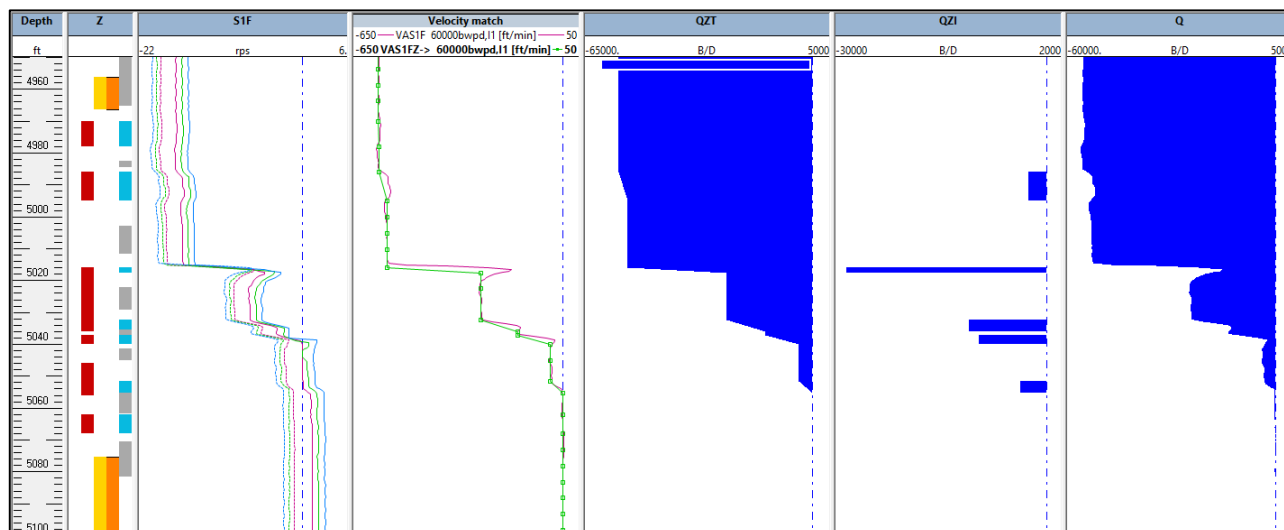 Depth Z S1F Velocity match QZT QZI Q
-650 VAS1F 60000bwpd,I1 [ft/min] 50
ft -22 rps 6. -650 VAS1FZ-> 60000bwpd,I1 [ft/min] 50 -65000. B/D 5000 -30000 B/D 2000 -60000. B/D 500
4960
4980
5000
5020
5040
5060
5080
5100